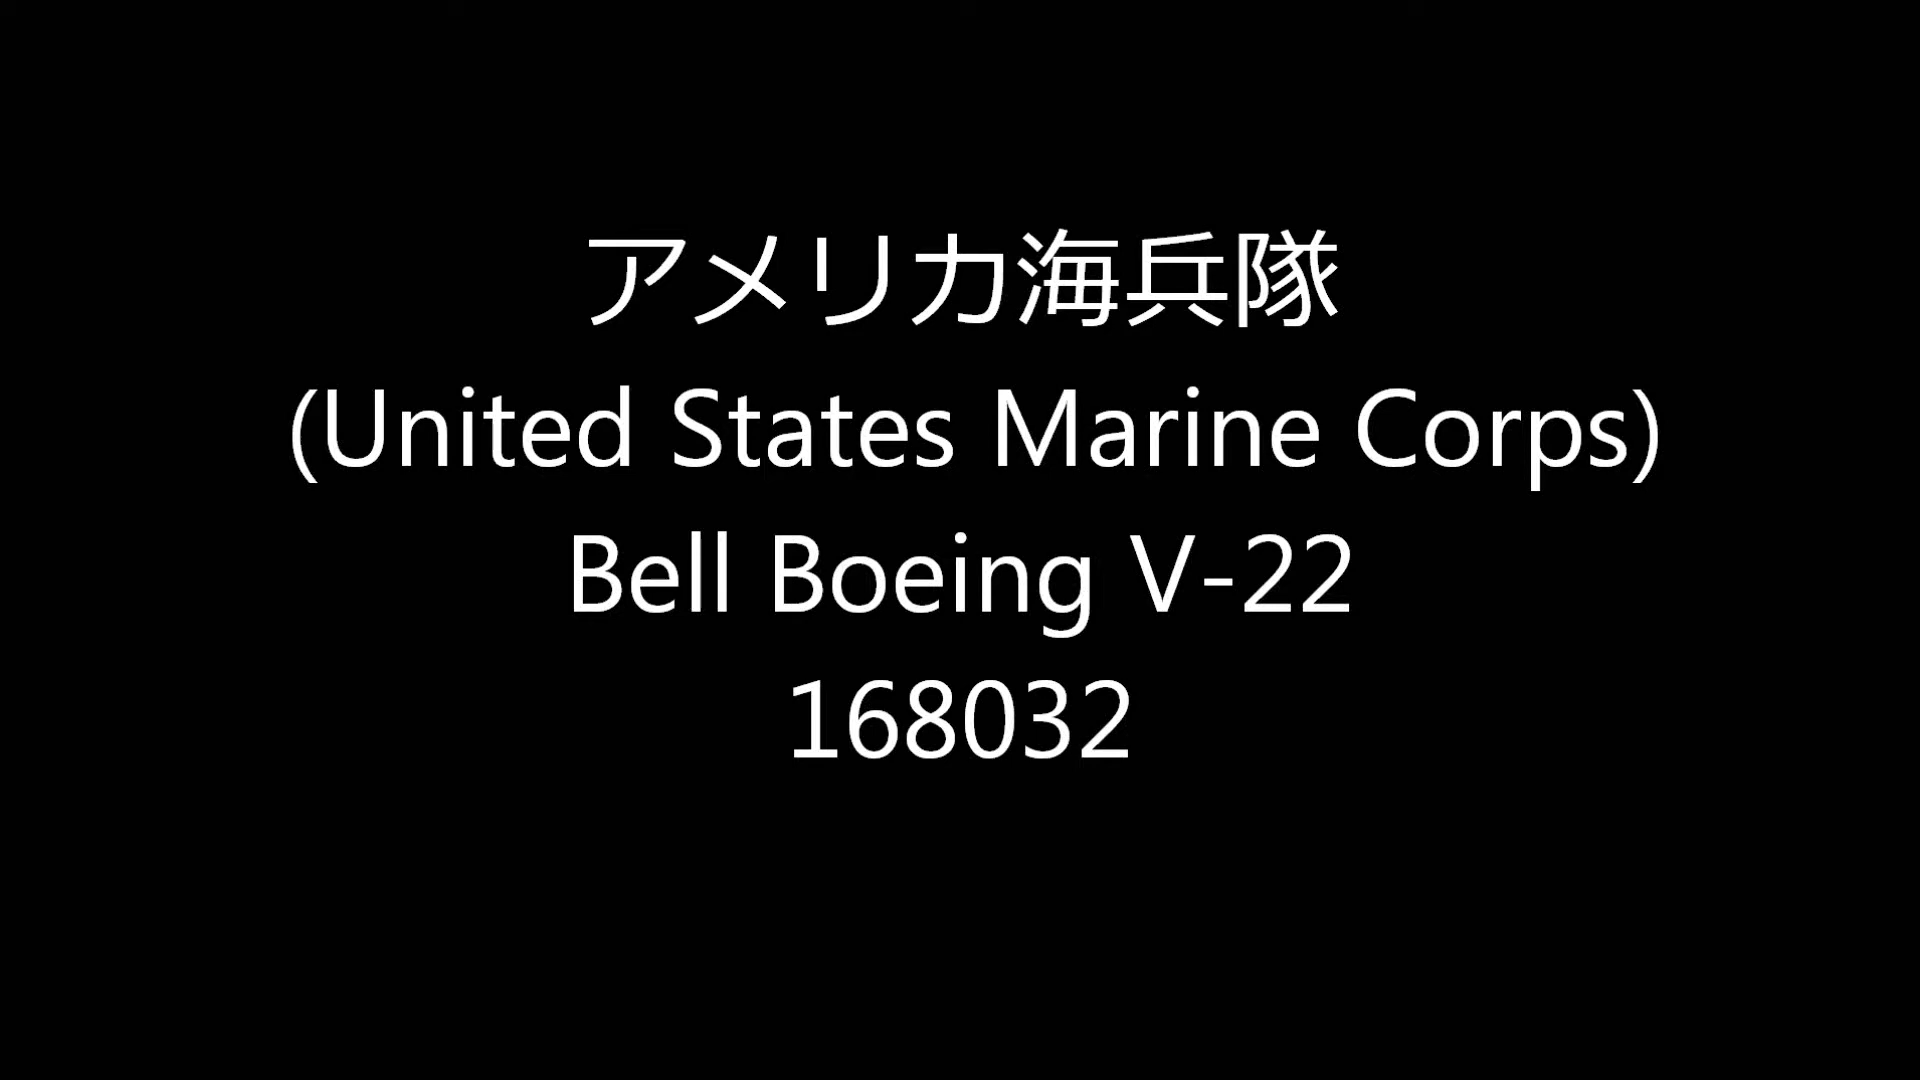 アメリカ海兵隊
(United States Marine Corps)
Bell Boeing V-22
168032